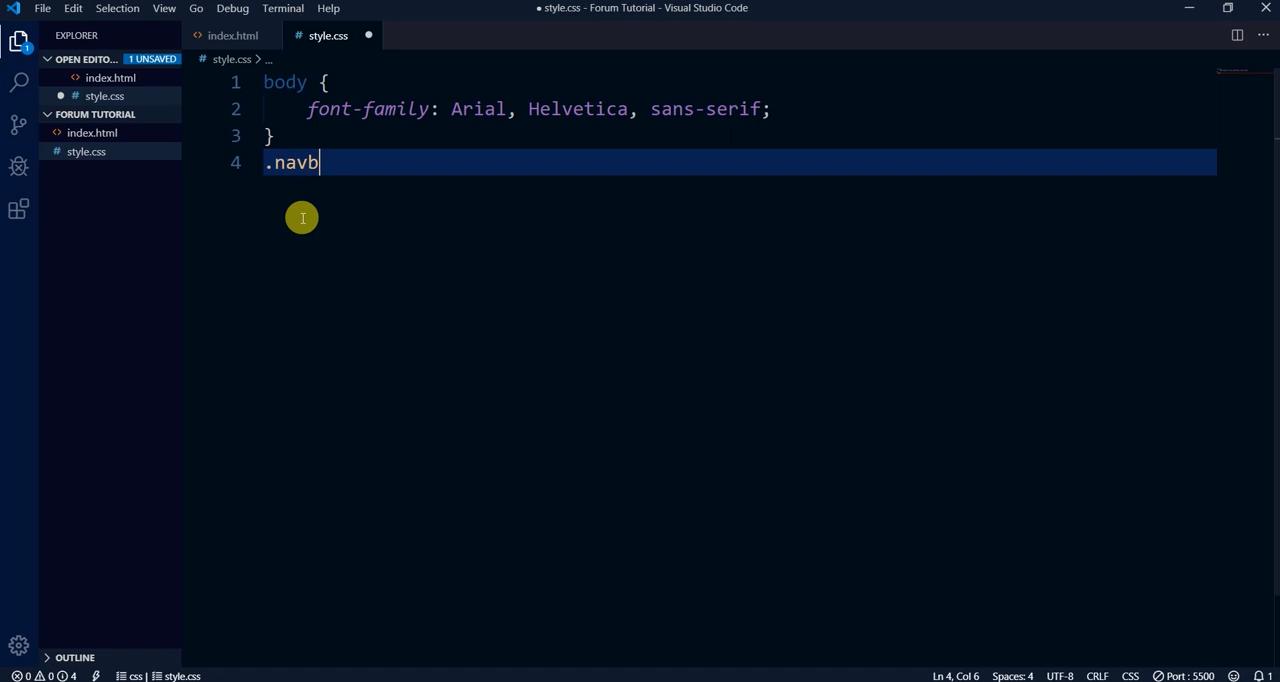 File Edit Selection View Go Debug Terminal Help
● style.css - Forum Tutorial - Visual Studio Code
EXPLORER
<> index.html
# style.css ●
OPEN EDITO... 1 UNSAVED
# style.css > ...
<> index.html
● # style.css
FORUM TUTORIAL
<> index.html
# style.css
1 body {
2 font-family: Arial, Helvetica, sans-serif;
3 }
4 .navb
1
OUTLINE
0 0 4 css | style.css
Ln 4, Col 6 Spaces: 4 UTF-8 CRLF CSS Port : 5500 1